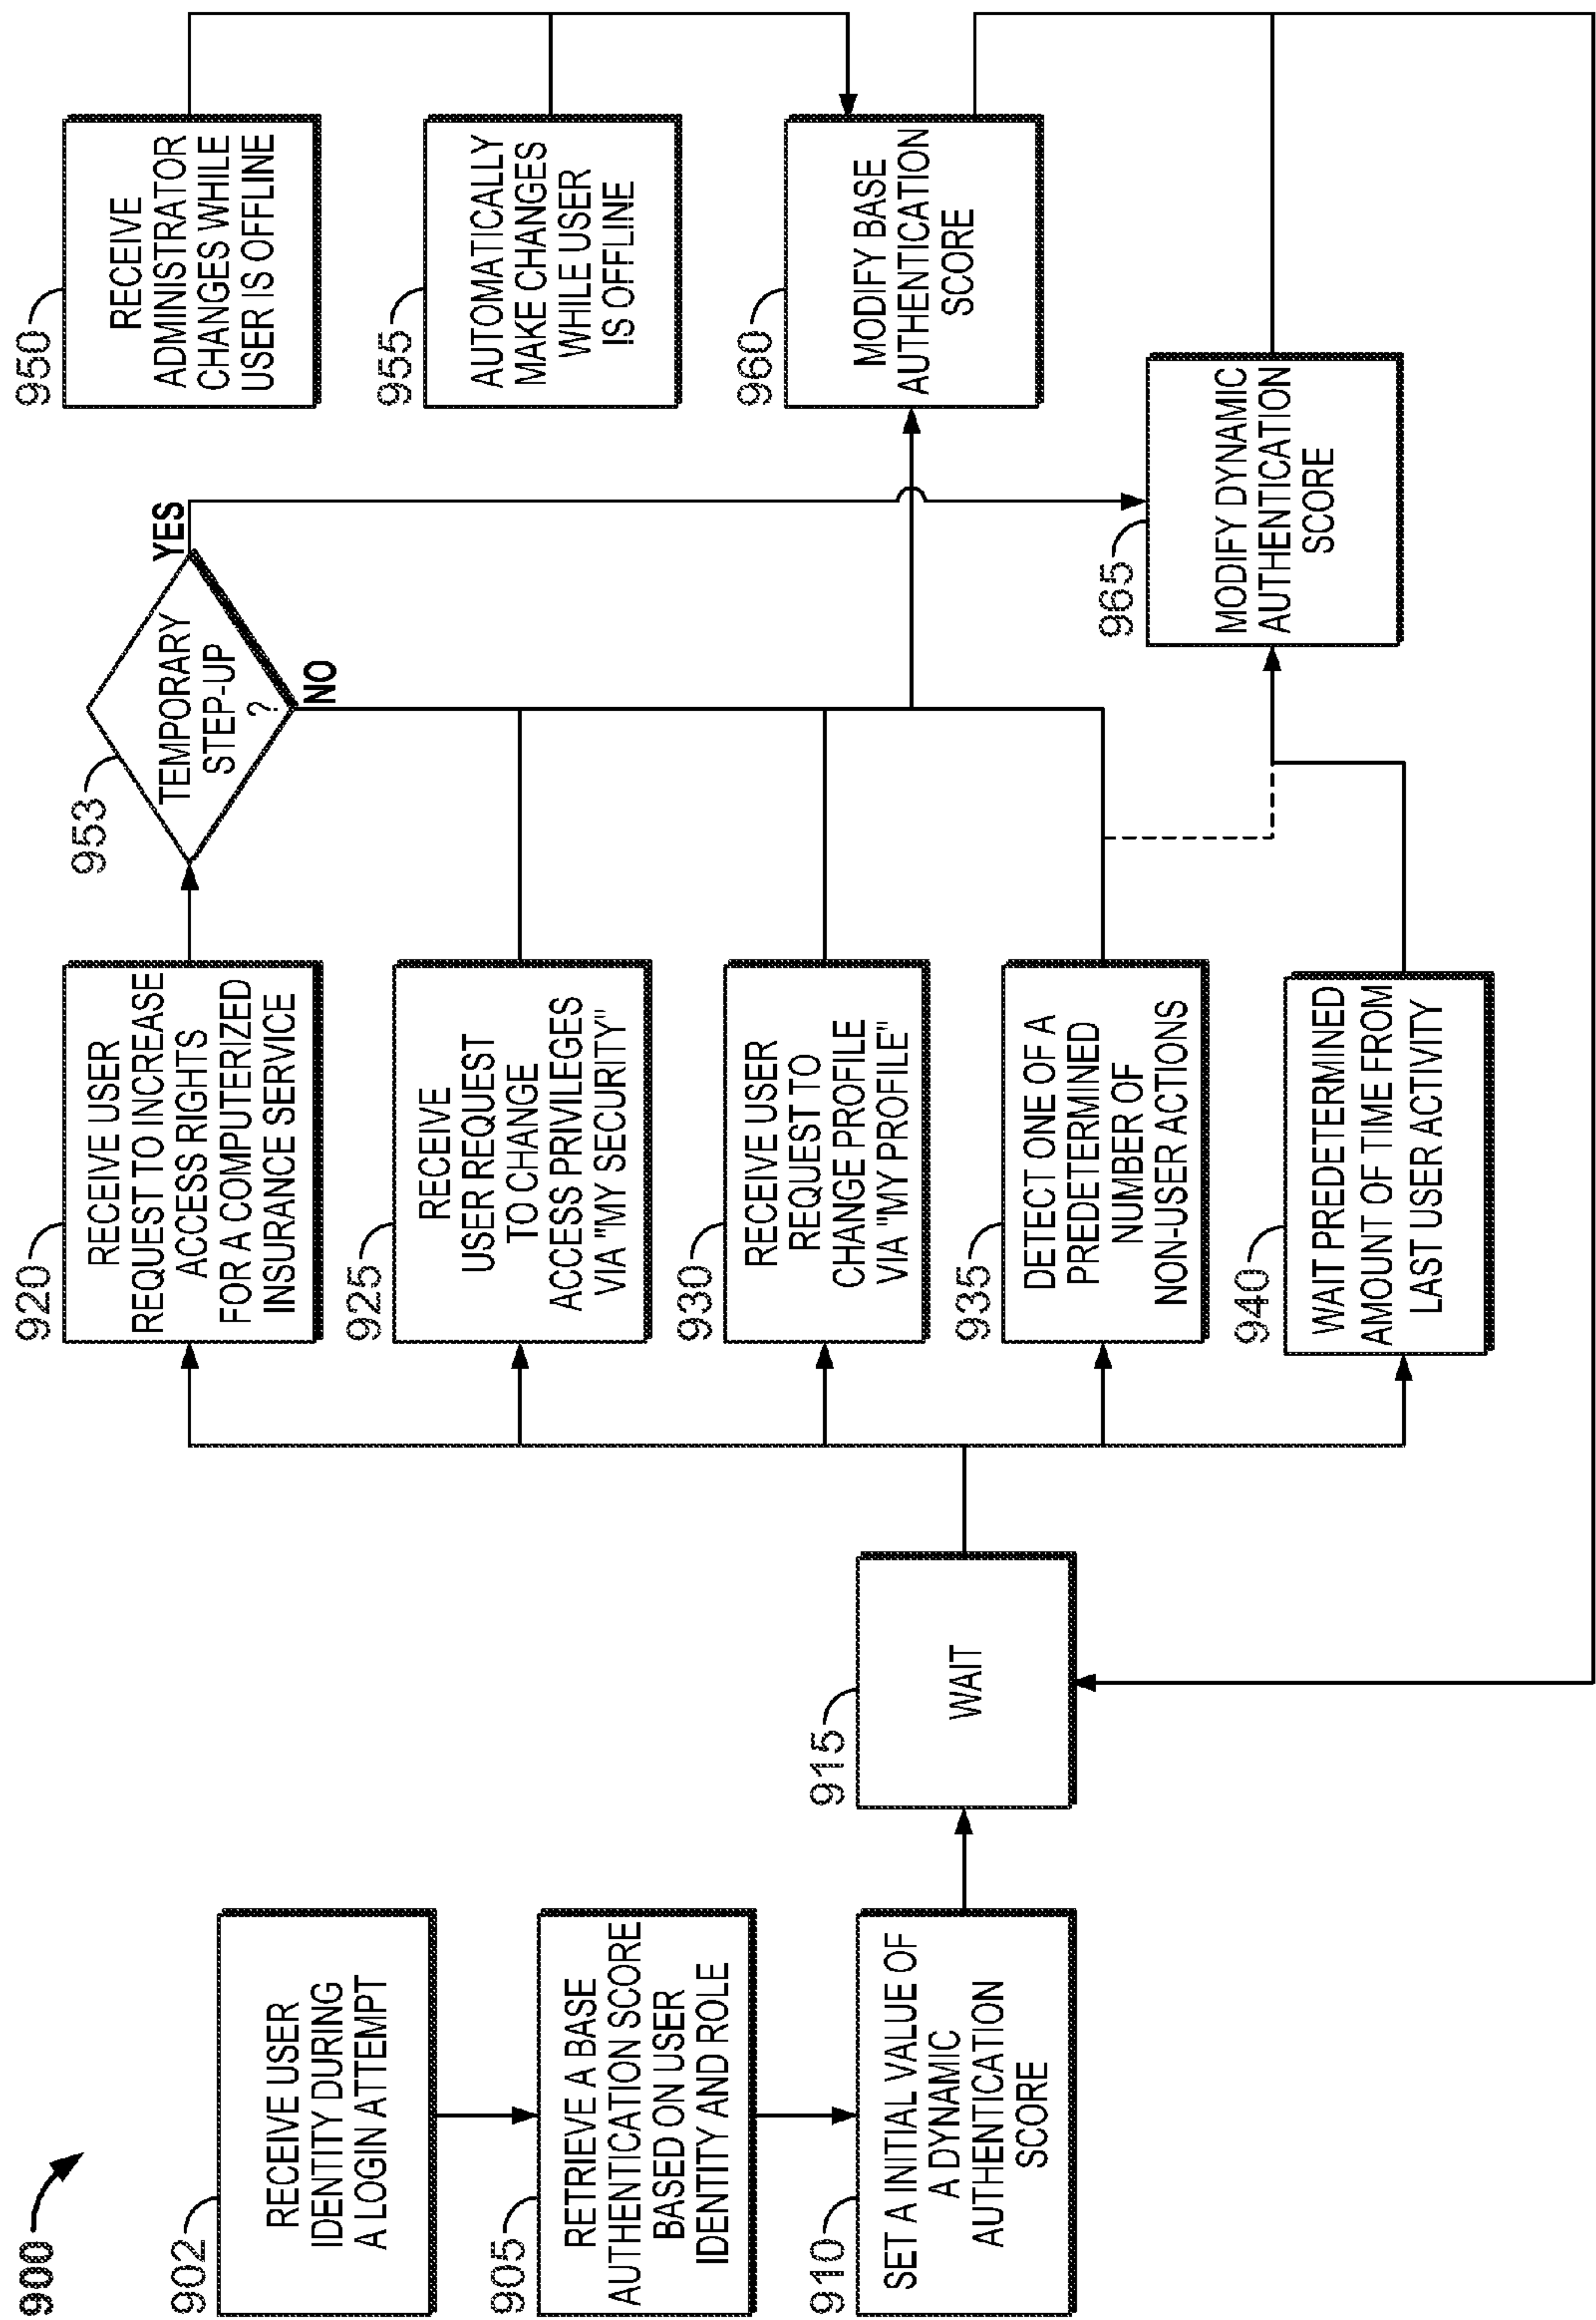 900
902
RECEIVE USER
IDENTITY DURING
A LOGIN ATTEMPT
905
RETRIEVE A BASE
AUTHENTICATION SCORE
BASED ON USER
IDENTITY AND ROLE
910
SET A INITIAL VALUE OF
A DYNAMIC
AUTHENTICATION
SCORE
915
WAIT
920
RECEIVE USER
REQUEST TO INCREASE
ACCESS RIGHTS
FOR A COMPUTERIZED
INSURANCE SERVICE
925
RECEIVE
USER REQUEST
TO CHANGE
ACCESS PRIVILEGES
VIA "MY SECURITY"
930
RECEIVE USER
REQUEST TO
CHANGE PROFILE
VIA "MY PROFILE"
935
DETECT ONE OF A
PREDETERMINED
NUMBER OF
NON-USER ACTIONS
940
WAIT PREDETERMINED
AMOUNT OF TIME FROM
LAST USER ACTIVITY
953
TEMPORARY
STEP-UP
?
YES
NO
950
RECEIVE
ADMINISTRATOR
CHANGES WHILE
USER IS OFFLINE
955
AUTOMATICALLY
MAKE CHANGES
WHILE USER
IS OFFLINE
960
MODIFY BASE
AUTHENTICATION
SCORE
965
MODIFY DYNAMIC
AUTHENTICATION
SCORE